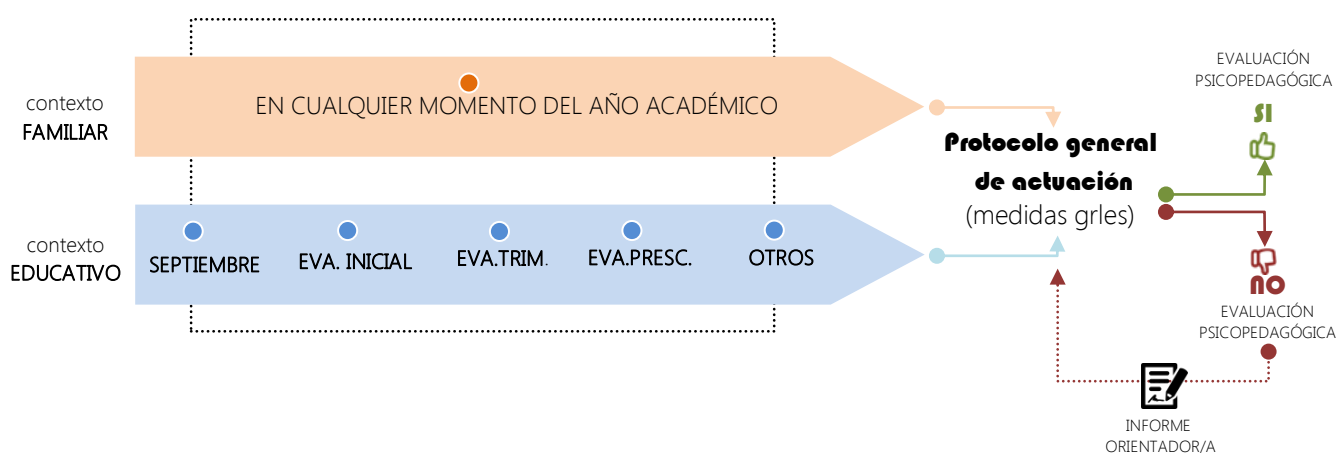 contexto
FAMILIAR
EN CUALQUIER MOMENTO DEL AÑO ACADÉMICO
contexto
EDUCATIVO
SEPTIEMBRE
EVA. INICIAL
EVA.TRIM.
EVA.PRESC.
OTROS
Protocolo general
de actuación
(medidas grles)
EVALUACIÓN
PSICOPEDAGÓGICA
SI
NO
EVALUACIÓN
PSICOPEDAGÓGICA
INFORME
ORIENTADOR/A